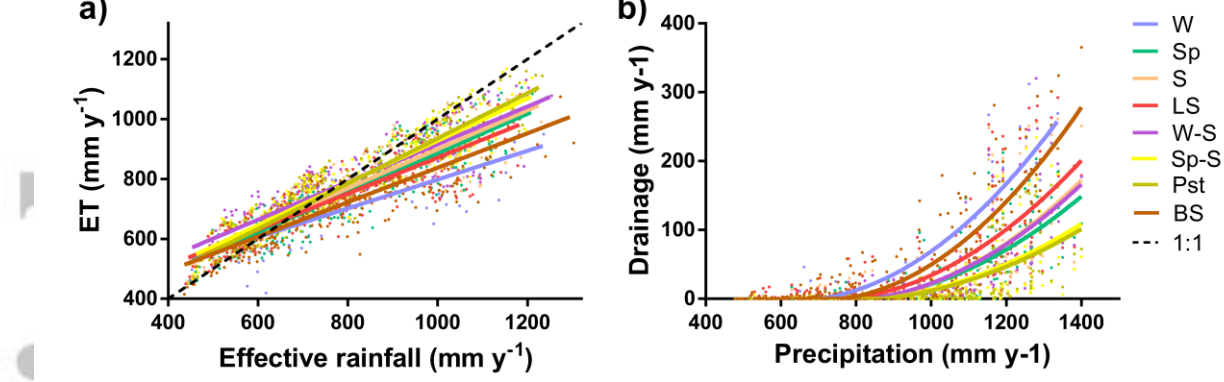 a)
ET (mm y-1)
1200
1000
800
600
400
400 600 800 1000 1200
Effective rainfall (mm y-1)
b)
Drainage (mm y-1)
400
300
200
100
0
400 600 800 1000 1200 1400
Precipitation (mm y-1)
W
Sp
S
LS
W-S
Sp-S
Pst
BS
1:1